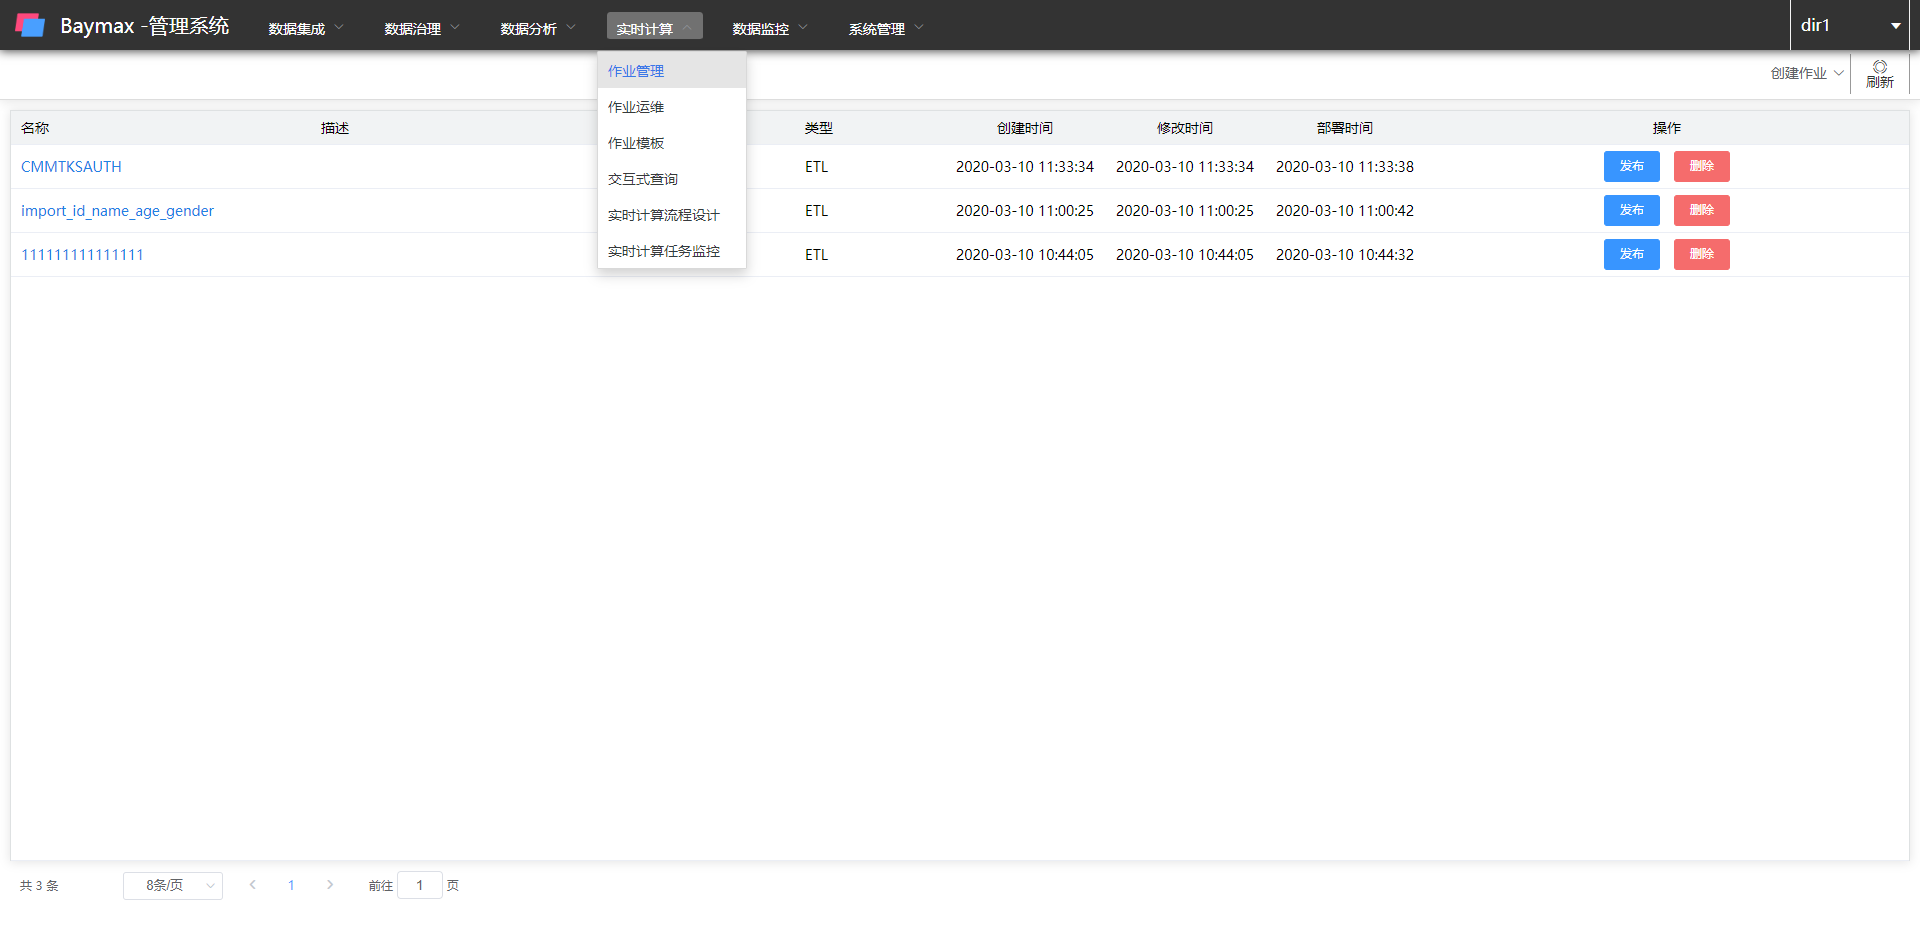 Baymax -管理系统 数据集成 数据治理 数据分析 实时计算 数据监控 系统管理 dir1
作业管理
作业运维
作业模板
交互式查询
实时计算流程设计
实时计算任务监控
创建作业 刷新
名称 描述 类型 创建时间 修改时间 部署时间 操作
CMMTKSAUTH ETL 2020-03-10 11:33:34 2020-03-10 11:33:34 2020-03-10 11:33:38 发布 删除
import_id_name_age_gender ETL 2020-03-10 11:00:25 2020-03-10 11:00:25 2020-03-10 11:00:42 发布 删除
111111111111111 ETL 2020-03-10 10:44:05 2020-03-10 10:44:05 2020-03-10 10:44:32 发布 删除
共 3 条 8条/页 1 前往 1 页